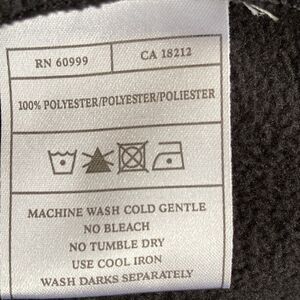 RN 60999 CA 18212
100% POLYESTER/POLYESTER/POLIESTER
MACHINE WASH COLD GENTLE
NO BLEACH
NO TUMBLE DRY
USE COOL IRON
WASH DARKS SEPARATELY